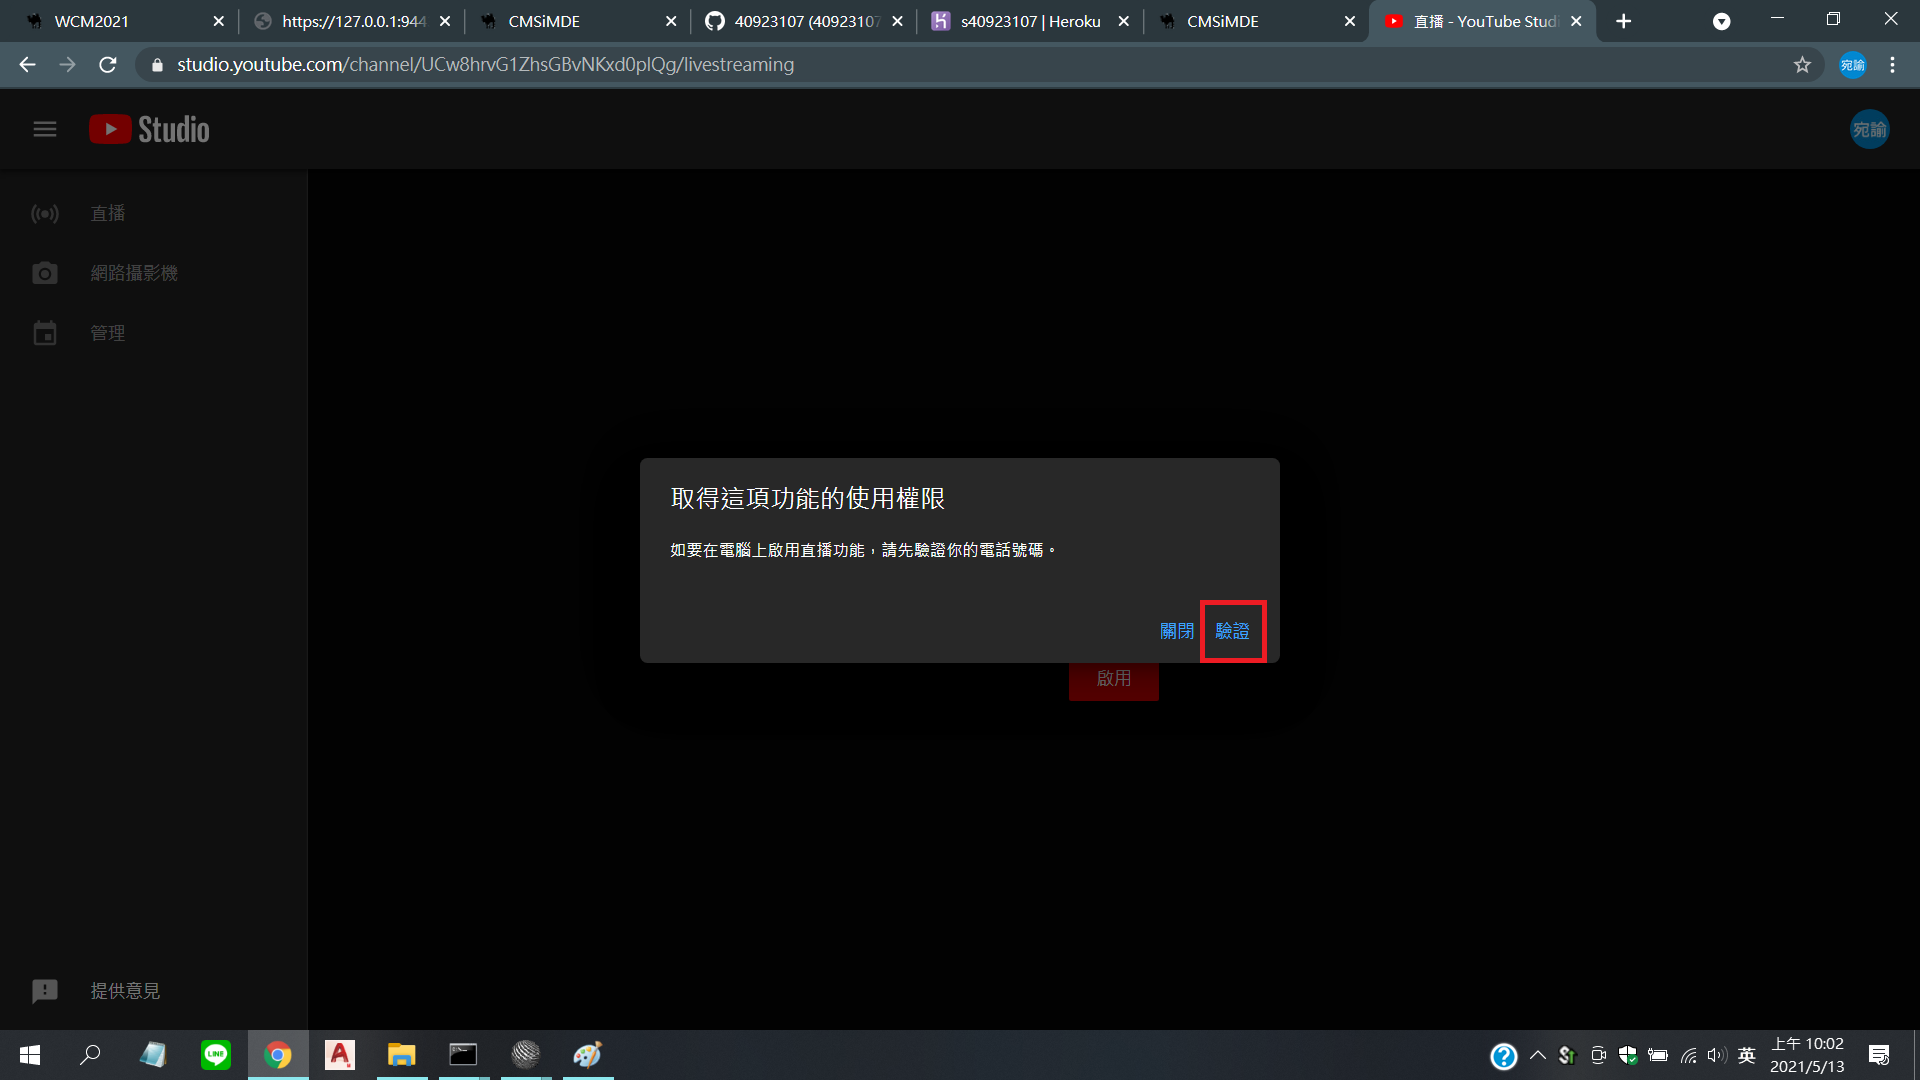 WCM2021
https://127.0.0.1:944
CMSiMDE
40923107 (40923107
s40923107 | Heroku
CMSiMDE
直播 - YouTube Studi
studio.youtube.com/channel/UCw8hrvG1ZhsGBvNKxd0plQg/livestreaming
宛諭
Studio
宛諭
直播
網路攝影機
管理
取得這項功能的使用權限
如要在電腦上啟用直播功能，請先驗證你的電話號碼。
關閉
驗證
啟用
提供意見
LINE
英
上午 10:02
2021/5/13